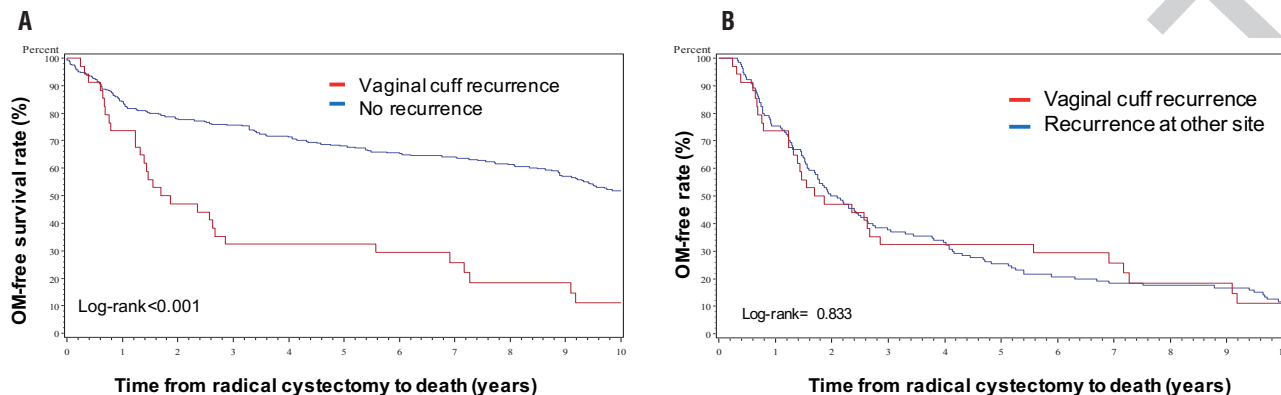 A
Percent
100
90
80
70
60
50
40
30
20
10
0
OM-free survival rate (%)
Vaginal cuff recurrence
No recurrence
Log-rank<0.001
0 1 2 3 4 5 6 7 8 9 10
Time from radical cystectomy to death (years)
B
Percent
100
90
80
70
60
50
40
30
20
10
0
OM-free rate (%)
Vaginal cuff recurrence
Recurrence at other site
Log-rank= 0.833
0 1 2 3 4 5 6 7 8 9
Time from radical cystectomy to death (years)